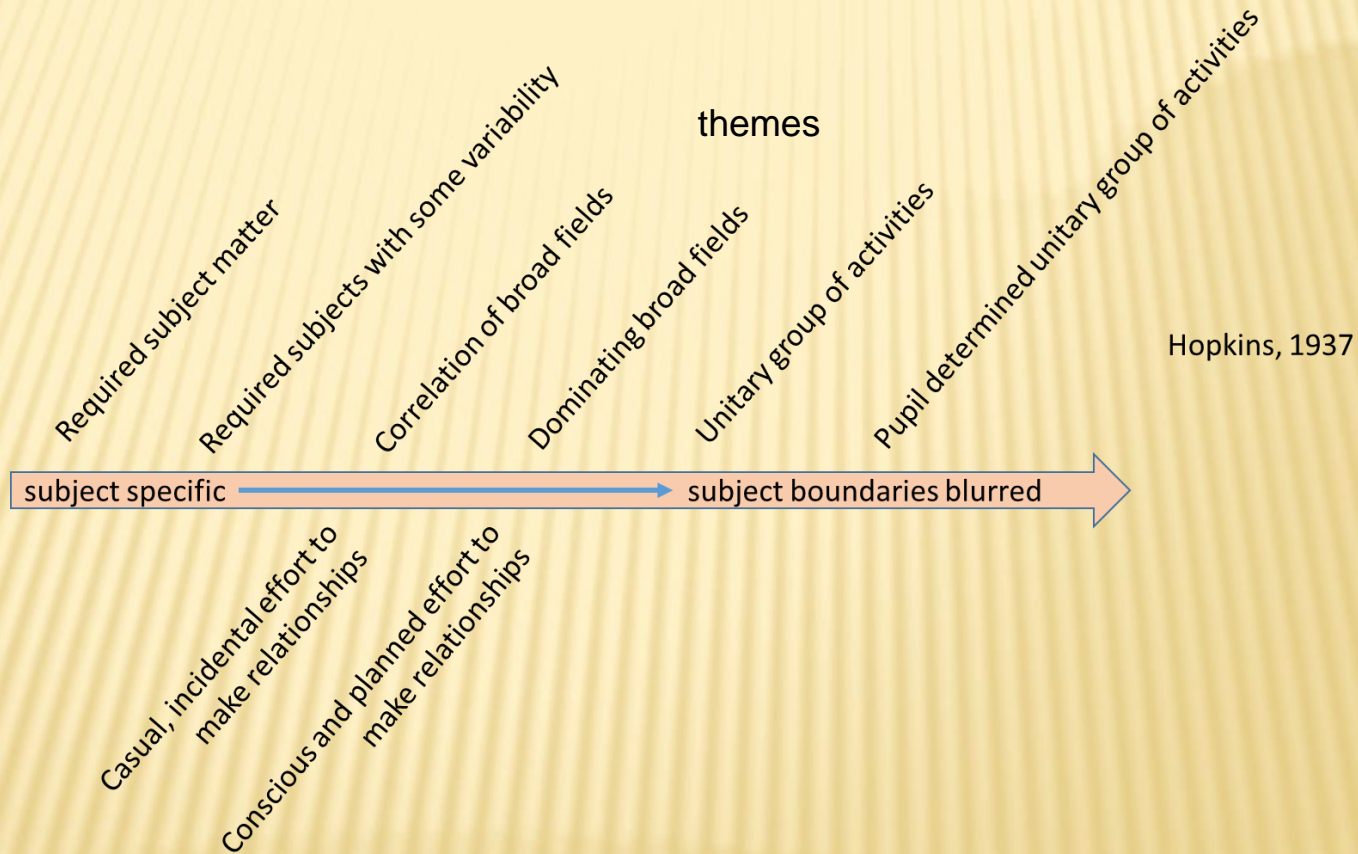 themes
Required subject matter
Required subjects with some variability
Correlation of broad fields
Dominating broad fields
Unitary group of activities
Pupil determined unitary group of activities
Hopkins, 1937
subject specific
subject boundaries blurred
Casual, incidental effort to
make relationships
Conscious and planned effort to
make relationships